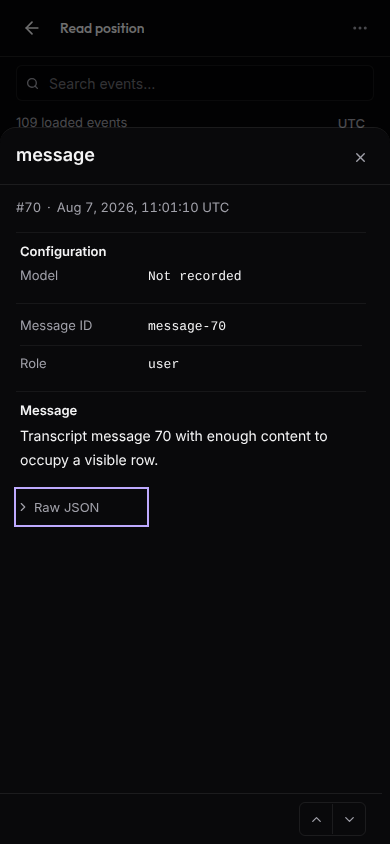 Read position
Search events...
109 loaded events UTC
message
#70 · Aug 7, 2026, 11:01:10 UTC
Configuration
Model Not recorded
Message ID message-70
Role user
Message
Transcript message 70 with enough content to
occupy a visible row.
Raw JSON